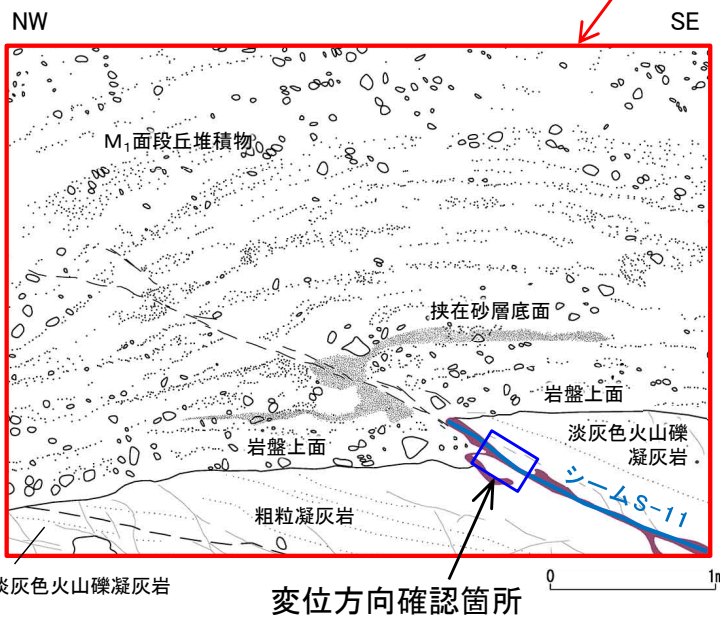 NW
SE
M₁面段丘堆積物
挟在砂層底面
岩盤上面
淡灰色火山礫
凝灰岩
岩盤上面
シームS-11
粗粒凝灰岩
淡灰色火山礫凝灰岩
変位方向確認箇所
0
1m